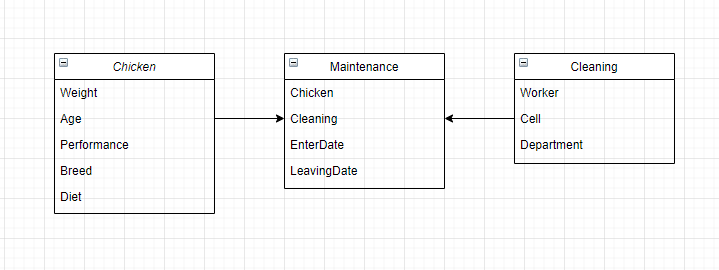 Chicken
Weight
Age
Performance
Breed
Diet
Maintenance
Chicken
Cleaning
EnterDate
LeavingDate
Cleaning
Worker
Cell
Department